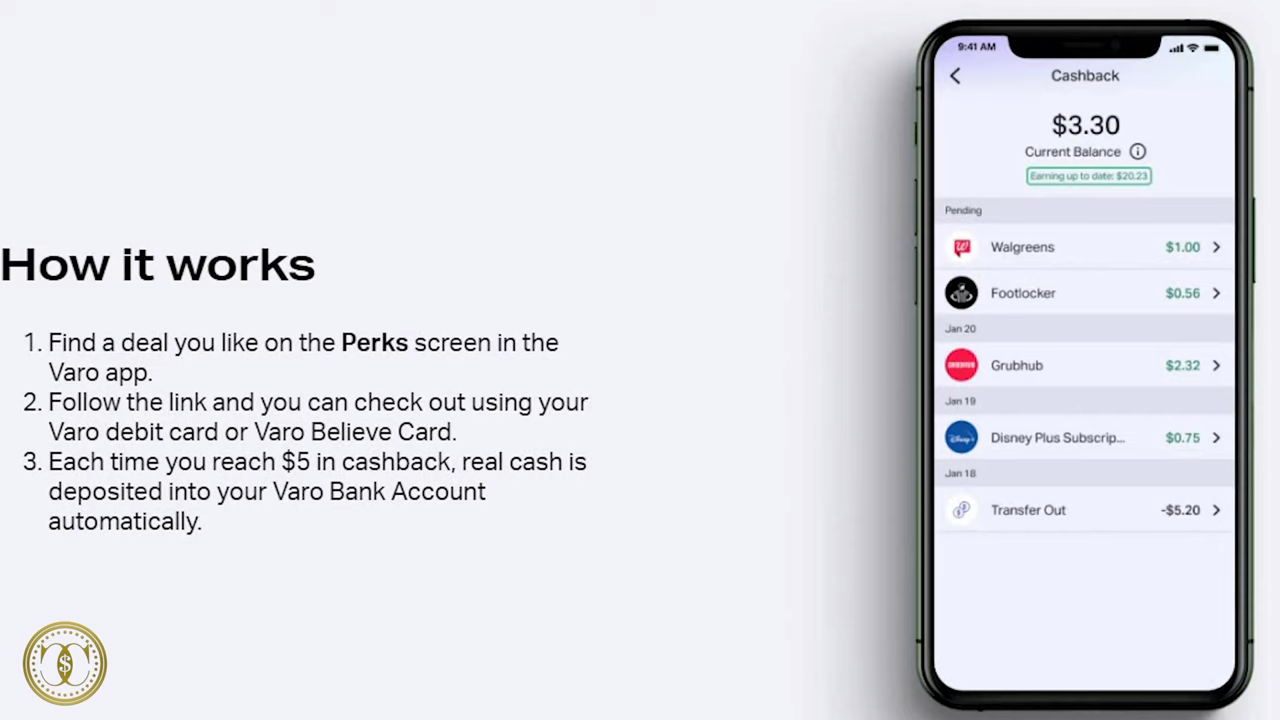 How it works
1. Find a deal you like on the Perks screen in the
Varo app.
2. Follow the link and you can check out using your
Varo debit card or Varo Believe Card.
3. Each time you reach $5 in cashback, real cash is
deposited into your Varo Bank Account
automatically.
9:41 AM
Cashback
$3.30
Current Balance
Earning up to date: $20.23
Pending
Walgreens $1.00
Footlocker $0.56
Jan 20
GRUBHUB Grubhub $2.32
Jan 19
Disney+ Disney Plus Subscrip... $0.75
Jan 18
Transfer Out -$5.20